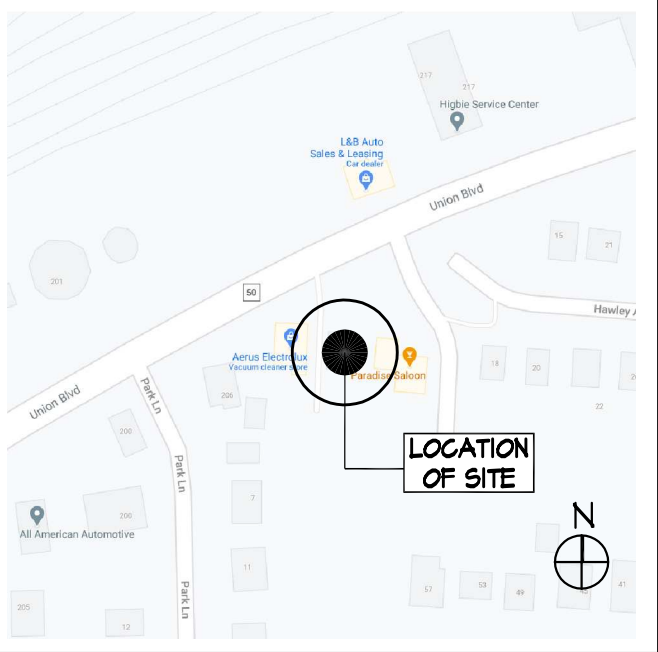 217
217
Higbie Service Center
L&B Auto
Sales & Leasing
Car dealer
Union Blvd
15
21
201
50
Hawley
Aerus Electrolux
Vacuum cleaner store
Paradise Saloon
18
20
22
206
Union Blvd
Park Ln
200
LOCATION
OF SITE
Park Ln
7
200
All American Automotive
N
11
57
53
49
41
Park Ln
205
12